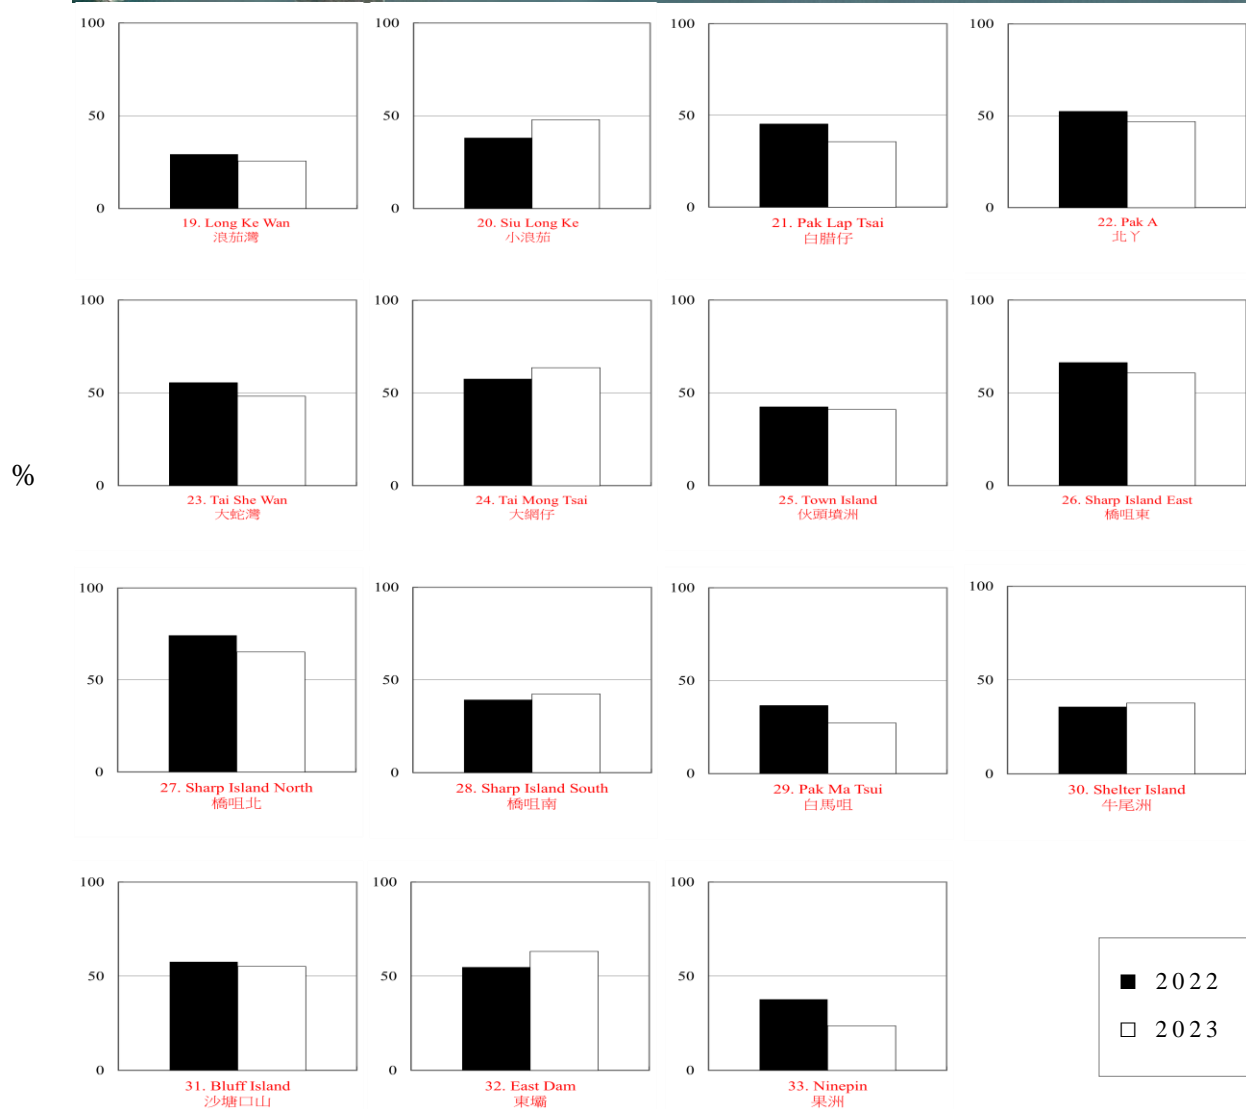 100
50
0
19. Long Ke Wan
浪茄灣
100
50
0
20. Siu Long Ke
小浪茄
100
50
0
21. Pak Lap Tsai
白腊仔
100
50
0
22. Pak A
北丫
100
50
0
23. Tai She Wan
大蛇灣
100
50
0
24. Tai Mong Tsai
大網仔
100
50
0
25. Town Island
伙頭墳洲
100
50
0
26. Sharp Island East
橋咀東
%
100
50
0
27. Sharp Island North
橋咀北
100
50
0
28. Sharp Island South
橋咀南
100
50
0
29. Pak Ma Tsui
白馬咀
100
50
0
30. Shelter Island
牛尾洲
100
50
0
31. Bluff Island
沙塘口山
100
50
0
32. East Dam
東壩
100
50
0
33. Ninepin
果洲
2022
2023